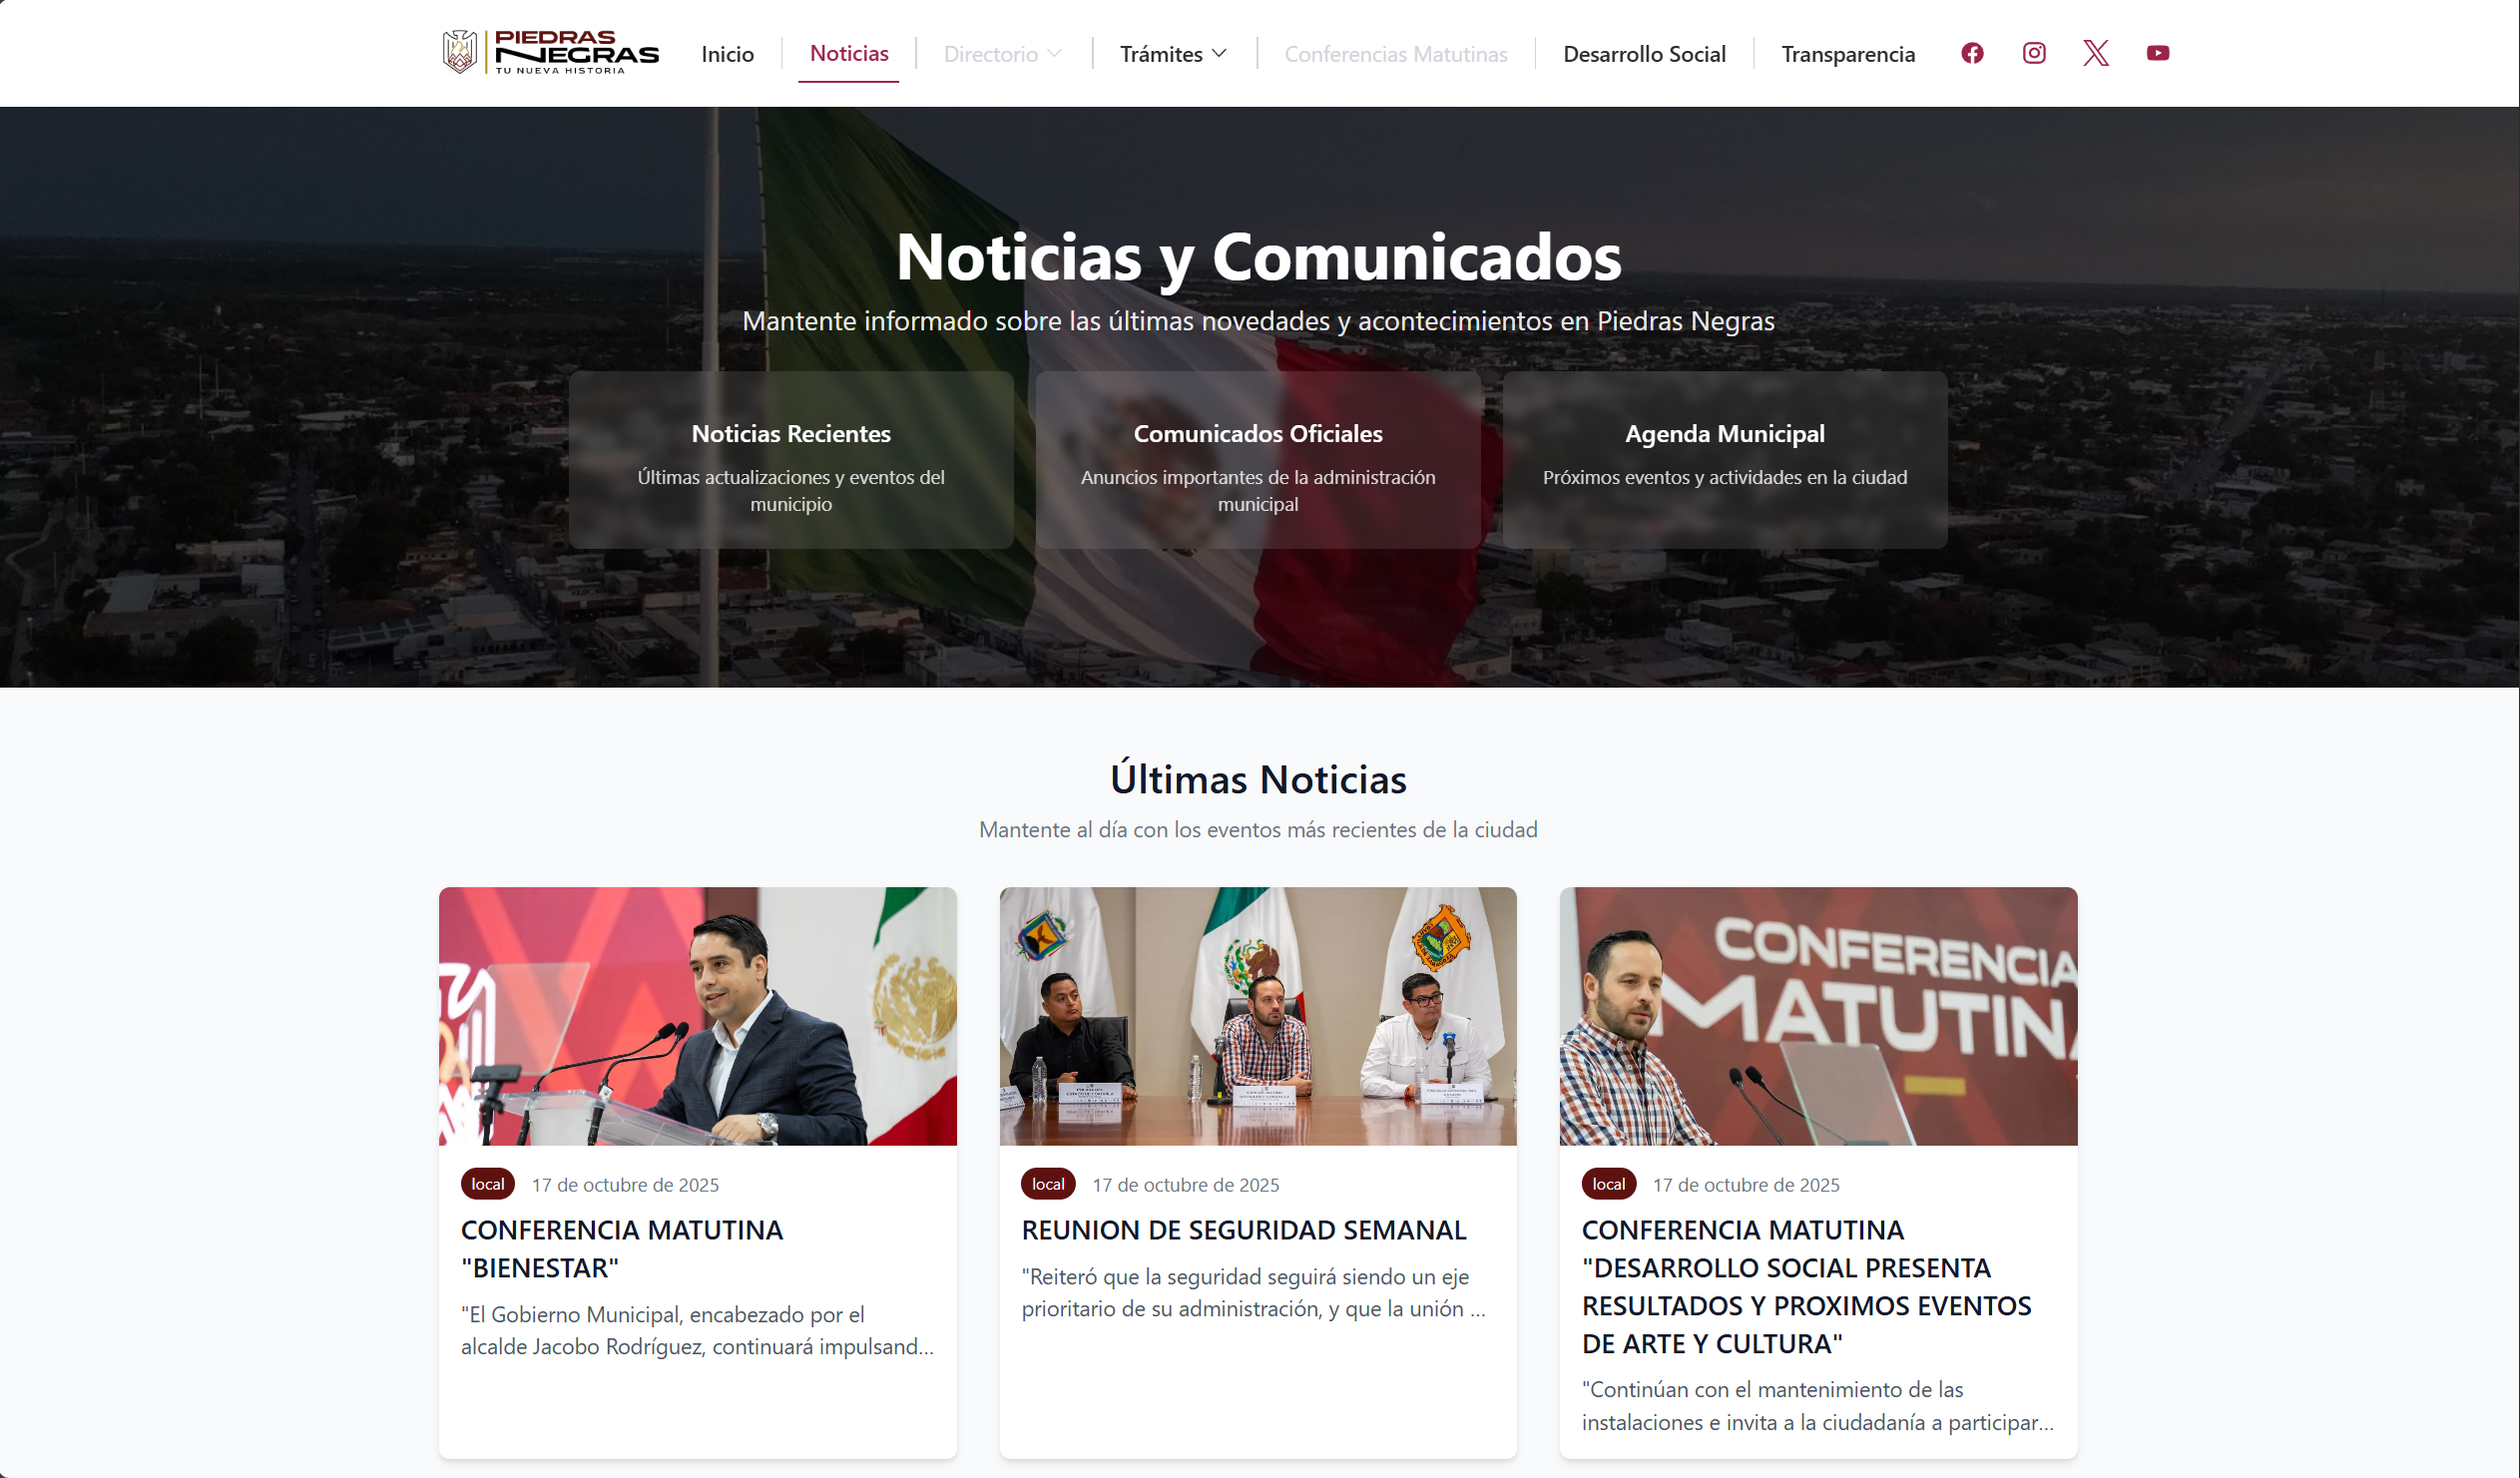 PIEDRAS
NEGRAS
TU NUEVA HISTORIA
Inicio
Noticias
Directorio
Trámites
Conferencias Matutinas
Desarrollo Social
Transparencia
Noticias y Comunicados
Mantente informado sobre las últimas novedades y acontecimientos en Piedras Negras
Noticias Recientes
Últimas actualizaciones y eventos del
municipio
Comunicados Oficiales
Anuncios importantes de la administración
municipal
Agenda Municipal
Próximos eventos y actividades en la ciudad
Últimas Noticias
Mantente al día con los eventos más recientes de la ciudad
local 17 de octubre de 2025
CONFERENCIA MATUTINA
"BIENESTAR"
"El Gobierno Municipal, encabezado por el
alcalde Jacobo Rodríguez, continuará impulsand...
local 17 de octubre de 2025
REUNION DE SEGURIDAD SEMANAL
"Reiteró que la seguridad seguirá siendo un eje
prioritario de su administración, y que la unión ...
CONFERENCIA
MATUTIN
local 17 de octubre de 2025
CONFERENCIA MATUTINA
"DESARROLLO SOCIAL PRESENTA
RESULTADOS Y PROXIMOS EVENTOS
DE ARTE Y CULTURA"
"Continúan con el mantenimiento de las
instalaciones e invita a la ciudadanía a participar...